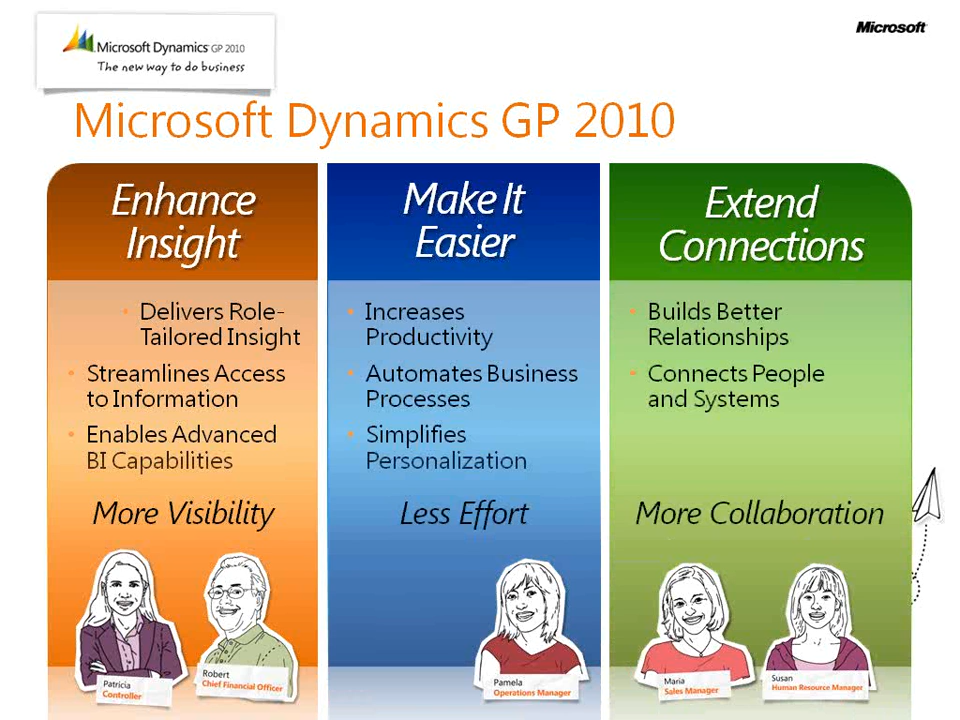 Microsoft Dynamics GP 2010
The new way to do business
Microsoft
Microsoft Dynamics GP 2010
Enhance
Insight
• Delivers Role-
Tailored Insight
• Streamlines Access
to Information
• Enables Advanced
BI Capabilities
More Visibility
Patricia
Controller
Robert
Chief Financial Officer
Make It
Easier
• Increases
Productivity
• Automates Business
Processes
• Simplifies
Personalization
Less Effort
Pamela
Operations Manager
Extend
Connections
• Builds Better
Relationships
• Connects People
and Systems
More Collaboration
Maria
Sales Manager
Susan
Human Resource Manager